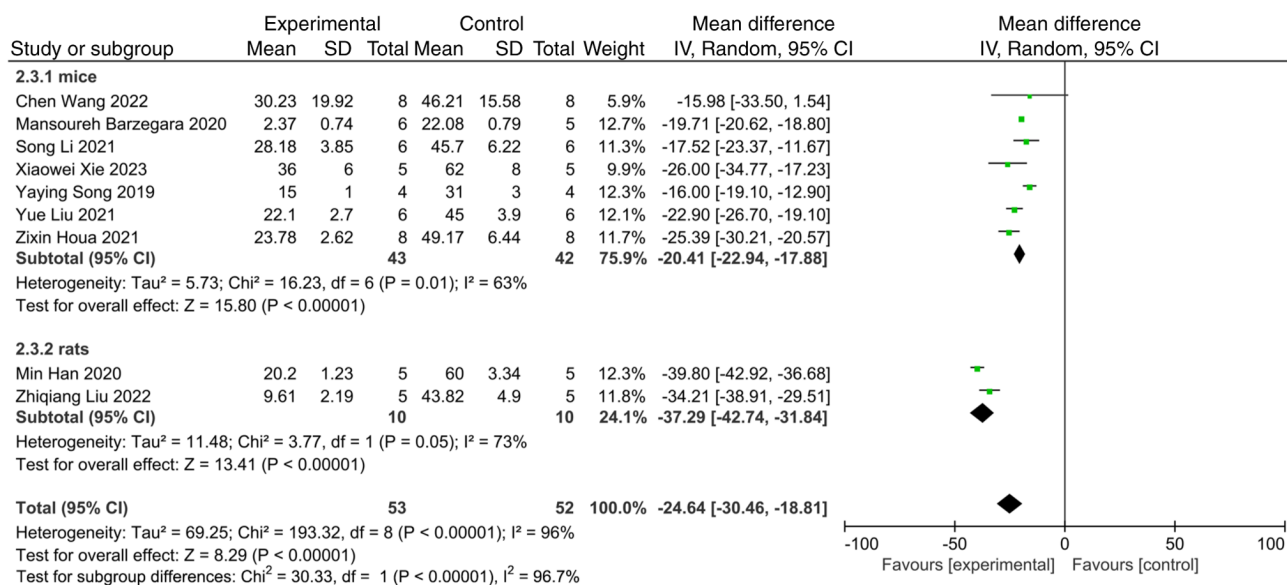 Experimental Control Mean difference Mean difference
Study or subgroup Mean SD Total Mean SD Total Weight IV, Random, 95% CI IV, Random, 95% CI
2.3.1 mice
Chen Wang 2022 30.23 19.92 8 46.21 15.58 8 5.9% -15.98 [-33.50, 1.54]
Mansoureh Barzegara 2020 2.37 0.74 6 22.08 0.79 5 12.7% -19.71 [-20.62, -18.80]
Song Li 2021 28.18 3.85 6 45.7 6.22 6 11.3% -17.52 [-23.37, -11.67]
Xiaowei Xie 2023 36 6 5 62 8 5 9.9% -26.00 [-34.77, -17.23]
Yaying Song 2019 15 1 4 31 3 4 12.3% -16.00 [-19.10, -12.90]
Yue Liu 2021 22.1 2.7 6 45 3.9 6 12.1% -22.90 [-26.70, -19.10]
Zixin Houa 2021 23.78 2.62 8 49.17 6.44 8 11.7% -25.39 [-30.21, -20.57]
Subtotal (95% CI) 43 42 75.9% -20.41 [-22.94, -17.88]
Heterogeneity: Tau² = 5.73; Chi² = 16.23, df = 6 (P = 0.01); I² = 63%
Test for overall effect: Z = 15.80 (P < 0.00001)
2.3.2 rats
Min Han 2020 20.2 1.23 5 60 3.34 5 12.3% -39.80 [-42.92, -36.68]
Zhiqiang Liu 2022 9.61 2.19 5 43.82 4.9 5 11.8% -34.21 [-38.91, -29.51]
Subtotal (95% CI) 10 10 24.1% -37.29 [-42.74, -31.84]
Heterogeneity: Tau² = 11.48; Chi² = 3.77, df = 1 (P = 0.05); I² = 73%
Test for overall effect: Z = 13.41 (P < 0.00001)
Total (95% CI) 53 52 100.0% -24.64 [-30.46, -18.81]
Heterogeneity: Tau² = 69.25; Chi² = 193.32, df = 8 (P < 0.00001); I² = 96%
Test for overall effect: Z = 8.29 (P < 0.00001)
Test for subgroup differences: Chi² = 30.33, df = 1 (P < 0.00001), I² = 96.7%
-100 -50 0 50 100
Favours [experimental] Favours [control]